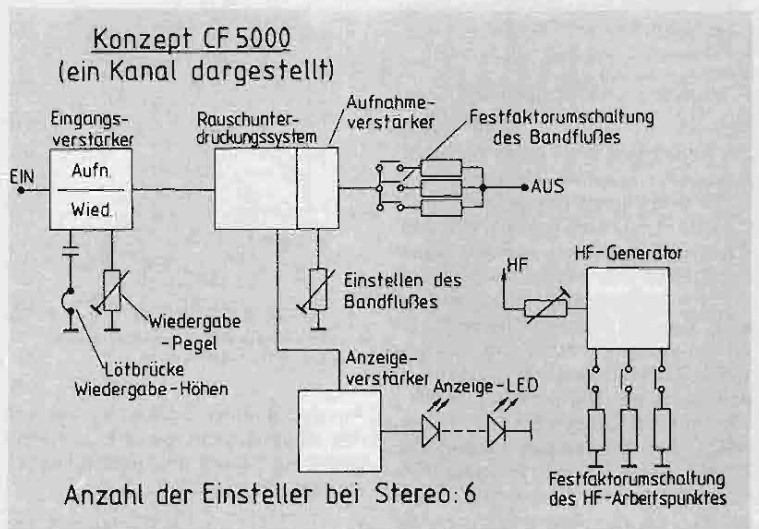 Konzept CF 5000
(ein Kanal dargestellt)
Eingangs-
verstärker
Rauschunter-
drückungssystem
Aufnahme-
verstärker
Festfaktorumschaltung
des Bandflußes
EIN
Aufn.
Wied.
AUS
HF-Generator
HF
Einstellen des
Bandflußes
Wiedergabe
-Pegel
Lötbrücke
Wiedergabe-Höhen
Anzeige-
verstärker
Anzeige-LED
Festfaktorumschaltung
des HF-Arbeitspunktes
Anzahl der Einsteller bei Stereo: 6